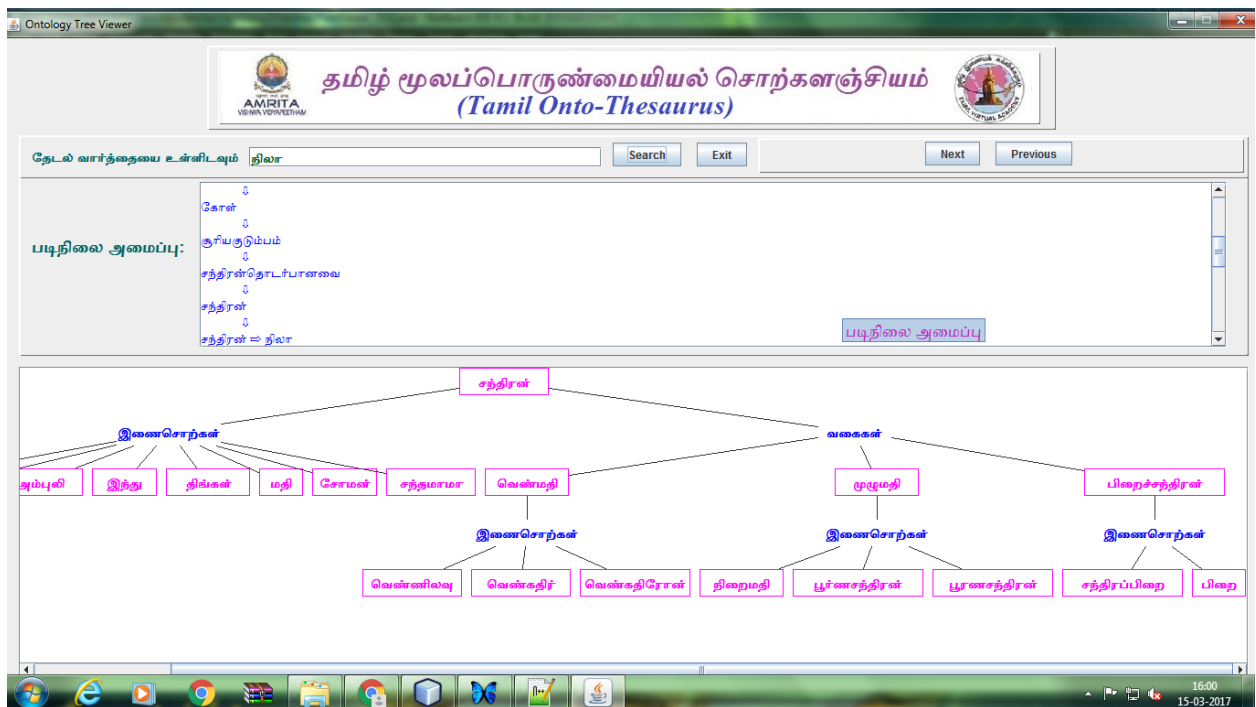 Ontology Tree Viewer
தமிழ் மூலப்பொருண்மையியல் சொற்களஞ்சியம்
(Tamil Onto-Thesaurus)
AMRITA
VISHWA VIDYAPEETHAM
TAMIL VIRTUAL ACADEMY
தேடல் வார்த்தையை உள்ளிடவும் நிலா Search Exit Next Previous
படிநிலை அமைப்பு:
⇩
கோள்
⇩
சூரியகுடும்பம்
⇩
சந்திரன்தொடர்பானவை
⇩
சந்திரன்
⇩
சந்திரன் ⇨ நிலா
படிநிலை அமைப்பு
சந்திரன்
இணைசொற்கள் வகைகள்
அம்புலி இந்து திங்கள் மதி சோமன் சந்தமாமா வெண்மதி முழுமதி பிறைச்சந்திரன்
இணைசொற்கள் இணைசொற்கள் இணைசொற்கள்
வெண்ணிலவு வெண்கதிர் வெண்கதிரோன் நிறைமதி பூர்ணசந்திரன் பூரணசந்திரன் சந்திரப்பிறை பிறை
16:00
15-03-2017